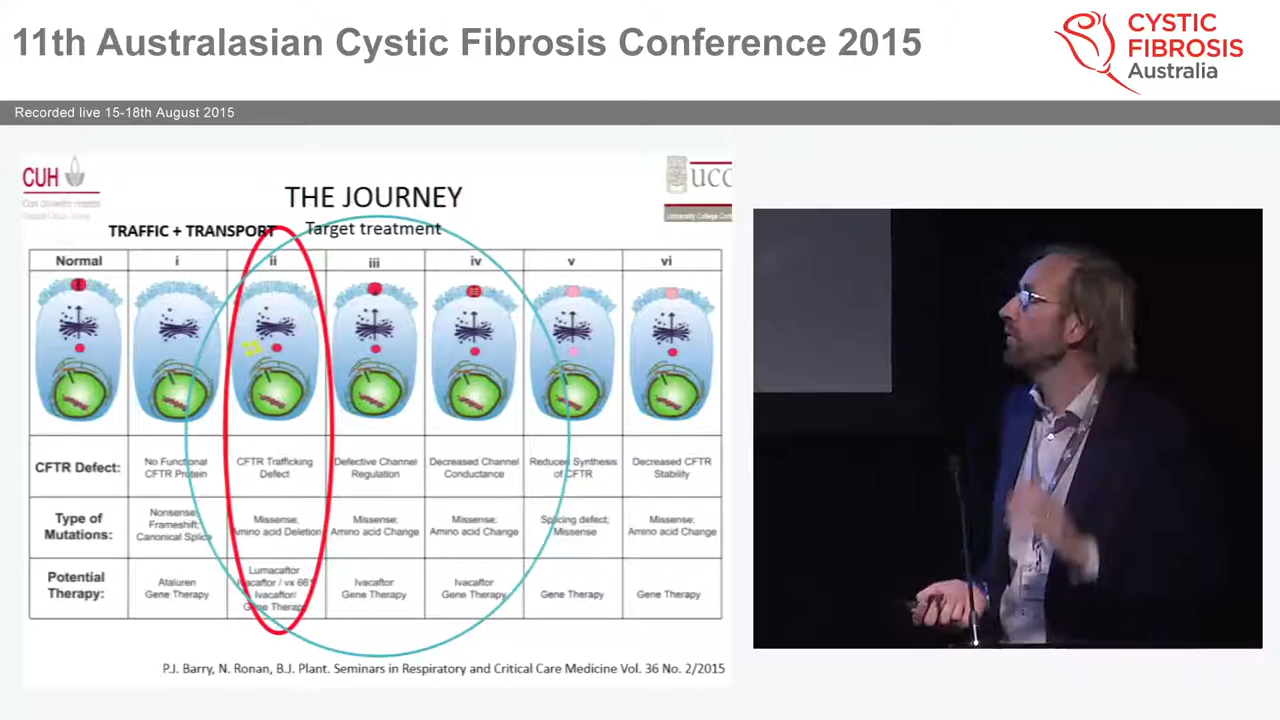 11th Australasian Cystic Fibrosis Conference 2015
CYSTIC
FIBROSIS
Australia
Recorded live 15-18th August 2015
CUH
ucc
THE JOURNEY
TRAFFIC + TRANSPORT
Target treatment
Normal i ii iii iv v vi
CFTR Defect:
No Functional
CFTR Protein
CFTR Trafficking
Defect
Defective Channel
Regulation
Decreased Channel
Conductance
Reduced Synthesis
of CFTR
Decreased CFTR
Stability
Type of
Mutations:
Nonsense;
Frameshift;
Canonical Splice
Missense;
Amino acid Deletion
Missense;
Amino acid Change
Missense;
Amino acid Change
Splicing defect;
Missense
Missense;
Amino acid Change
Potential
Therapy:
Ataluren
Gene Therapy
Lumacaftor
Ivacaftor / vx 661
Ivacaftor/
Gene Therapy
Ivacaftor
Gene Therapy
Ivacaftor
Gene Therapy
Gene Therapy
Gene Therapy
P.J. Barry, N. Ronan, B.J. Plant. Seminars in Respiratory and Critical Care Medicine Vol. 36 No. 2/2015